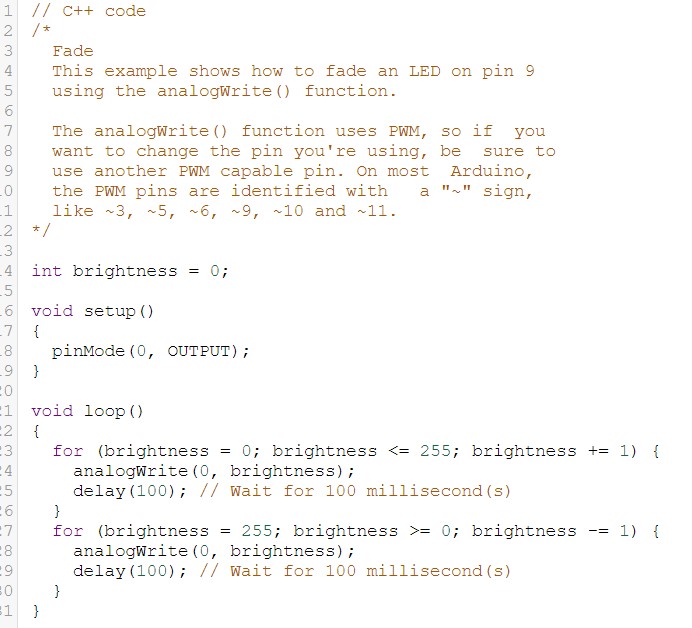 1 // C++ code
2 /*
3   Fade
4   This example shows how to fade an LED on pin 9
5   using the analogWrite() function.
6
7   The analogWrite() function uses PWM, so if  you
8   want to change the pin you're using, be  sure to
9   use another PWM capable pin. On most  Arduino,
0   the PWM pins are identified with   a "~" sign,
1   like ~3, ~5, ~6, ~9, ~10 and ~11.
2 */
3
4 int brightness = 0;
5
6 void setup()
7 {
8   pinMode(0, OUTPUT);
9 }
0
1 void loop()
2 {
3   for (brightness = 0; brightness <= 255; brightness += 1) {
4     analogWrite(0, brightness);
5     delay(100); // Wait for 100 millisecond(s)
6   }
7   for (brightness = 255; brightness >= 0; brightness -= 1) {
8     analogWrite(0, brightness);
9     delay(100); // Wait for 100 millisecond(s)
0   }
1 }